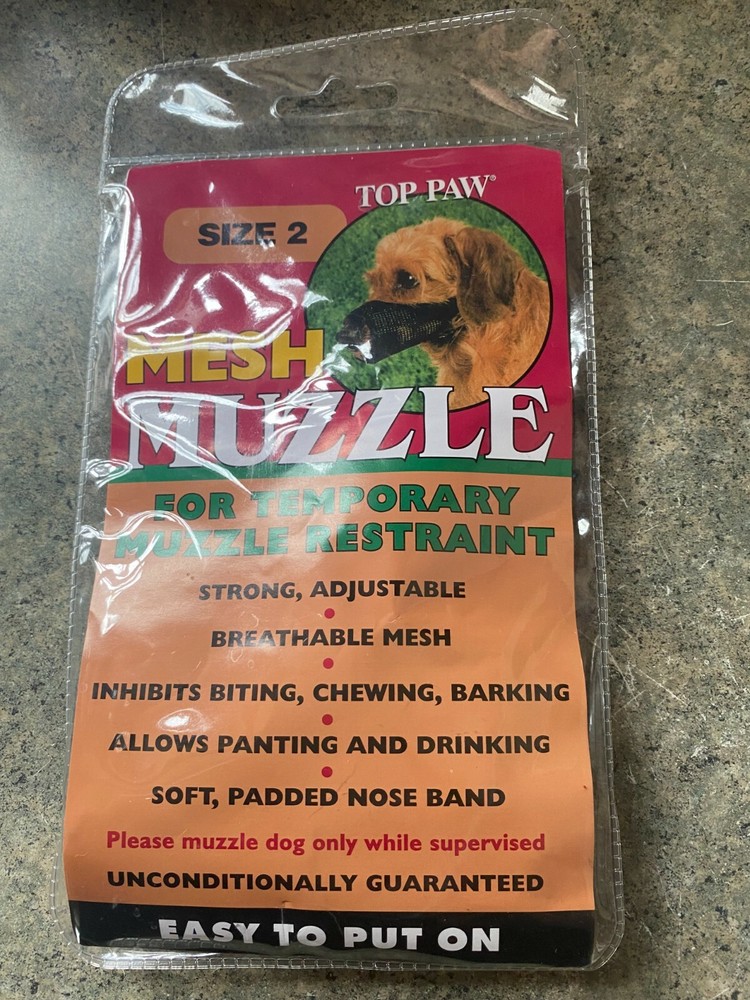 TOP PAW®
SIZE 2
MESH
MUZZLE
FOR TEMPORARY
MUZZLE RESTRAINT
STRONG, ADJUSTABLE
•
BREATHABLE MESH
•
INHIBITS BITING, CHEWING, BARKING
•
ALLOWS PANTING AND DRINKING
•
SOFT, PADDED NOSE BAND
Please muzzle dog only while supervised
UNCONDITIONALLY GUARANTEED
EASY TO PUT ON